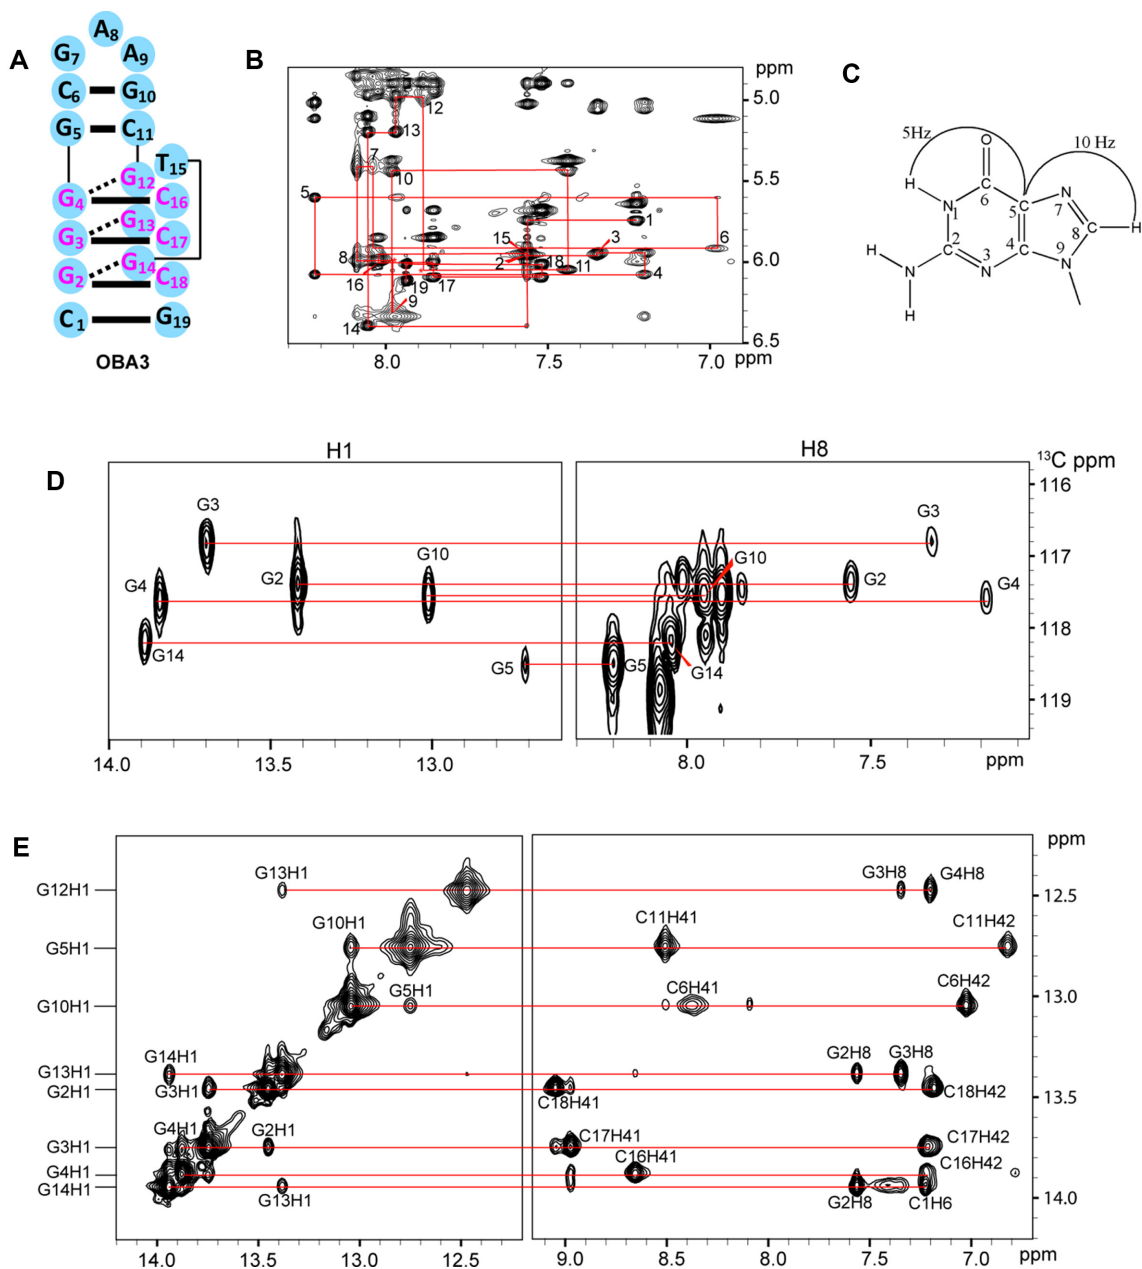 A
A8
G7
A9
C6
G10
G5
C11
T15
G12
G4
C16
G13
G3
C17
G14
G2
C18
C1
G19
OBA3
B
ppm
5.0
12
13
7
10
5.5
5
1
15
3
6
8
2
18
11
4
6.0
16
19
17
9
14
6.5
8.0
7.5
7.0
ppm
C
5Hz
10 Hz
O
H
6
N
N
1
5
7
2
4
8
H
3
9
H
N
N
N
H
D
H1
H8
13C ppm
116
G3
G3
117
G10
G10
G4
G2
G2
G4
118
G14
G5
G5
G14
119
14.0
13.5
13.0
8.0
7.5
ppm
E
ppm
G12H1
G13H1
G3H8
G4H8
12.5
G10H1
C11H41
C11H42
G5H1
G5H1
C6H41
C6H42
G10H1
13.0
G14H1
G2H8
G3H8
G13H1
G3H1
G2H1
C18H41
C18H42
13.5
G4H1
G2H1
C17H41
C17H42
G3H1
C16H41
C16H42
G4H1
G14H1
G13H1
G2H8
C1H6
14.0
14.0
13.5
13.0
12.5
9.0
8.5
8.0
7.5
7.0
ppm